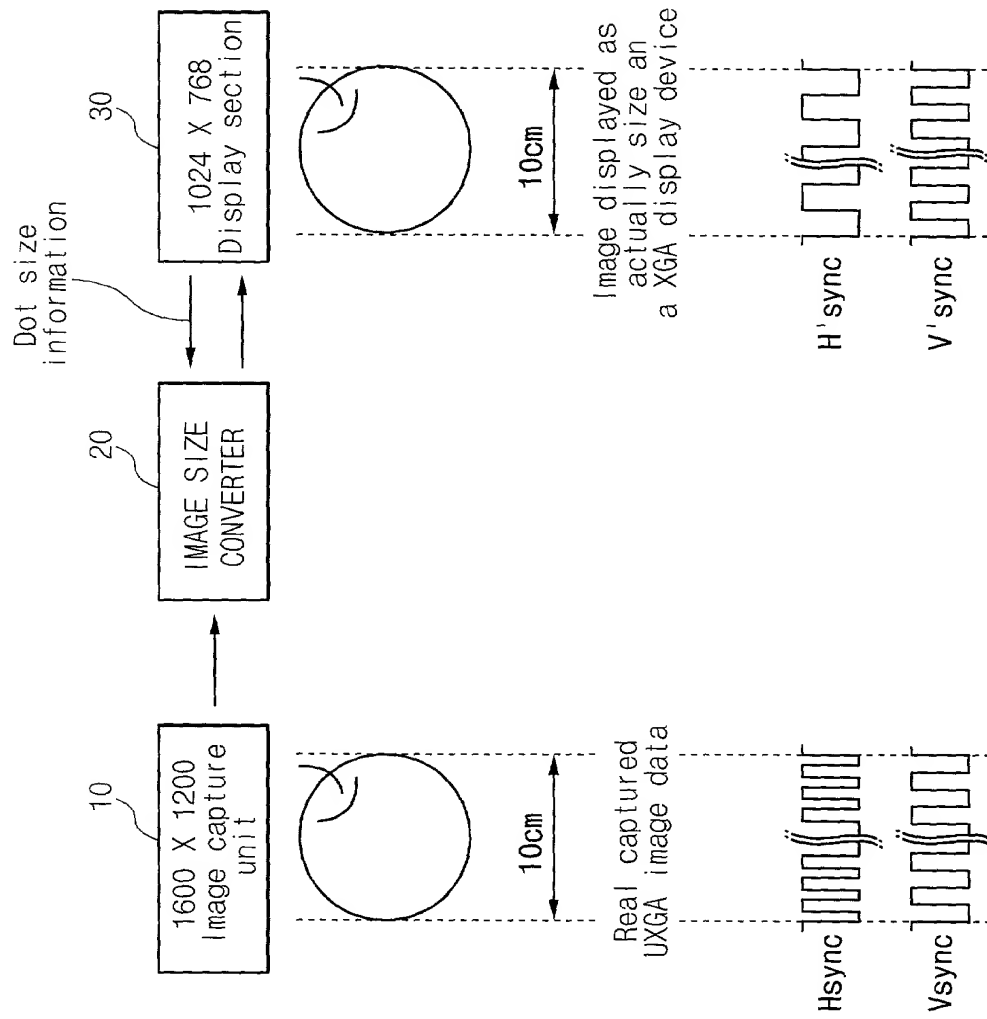 10
1600 X 1200
Image capture
unit
20
IMAGE SIZE
CONVERTER
Dot size
information
30
1024 X 768
Display section
10cm
10cm
Real captured
UXGA image data
Image displayed as
actually size an
a XGA display device
Hsync
Vsync
H'sync
V'sync